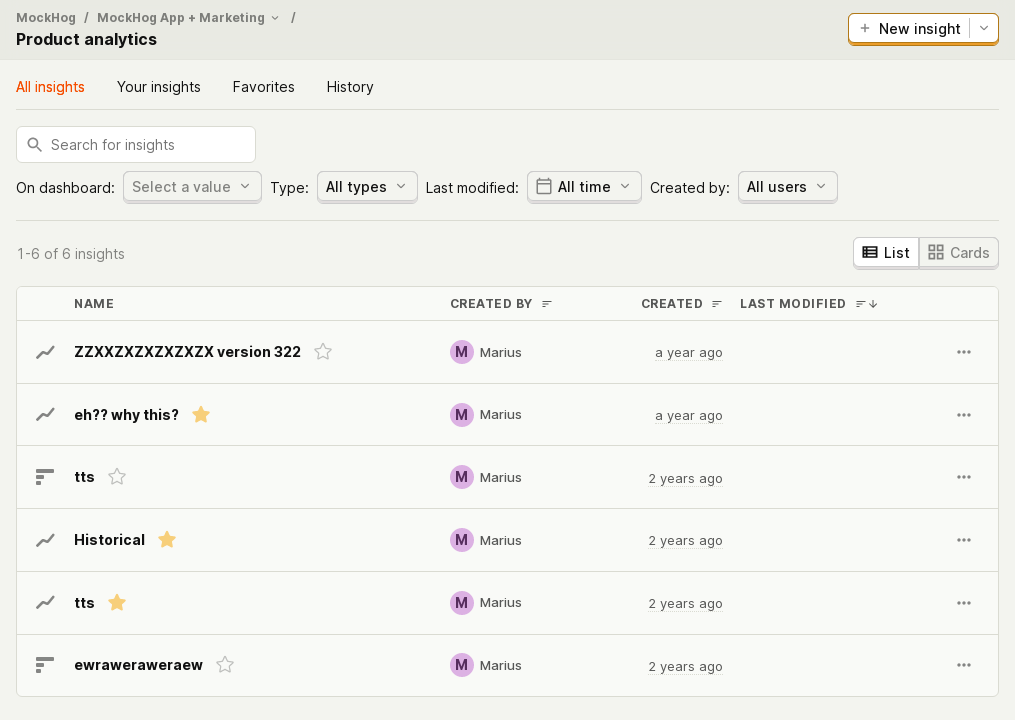 MockHog / MockHog App + Marketing /
Product analytics
New insight
All insights Your insights Favorites History
Search for insights
On dashboard: Select a value Type: All types Last modified: All time Created by: All users
1-6 of 6 insights List Cards
NAME CREATED BY CREATED LAST MODIFIED
ZZXXZXZXZXZXZX version 322 M Marius a year ago
eh?? why this? M Marius a year ago
tts M Marius 2 years ago
Historical M Marius 2 years ago
tts M Marius 2 years ago
ewraweraweraew M Marius 2 years ago